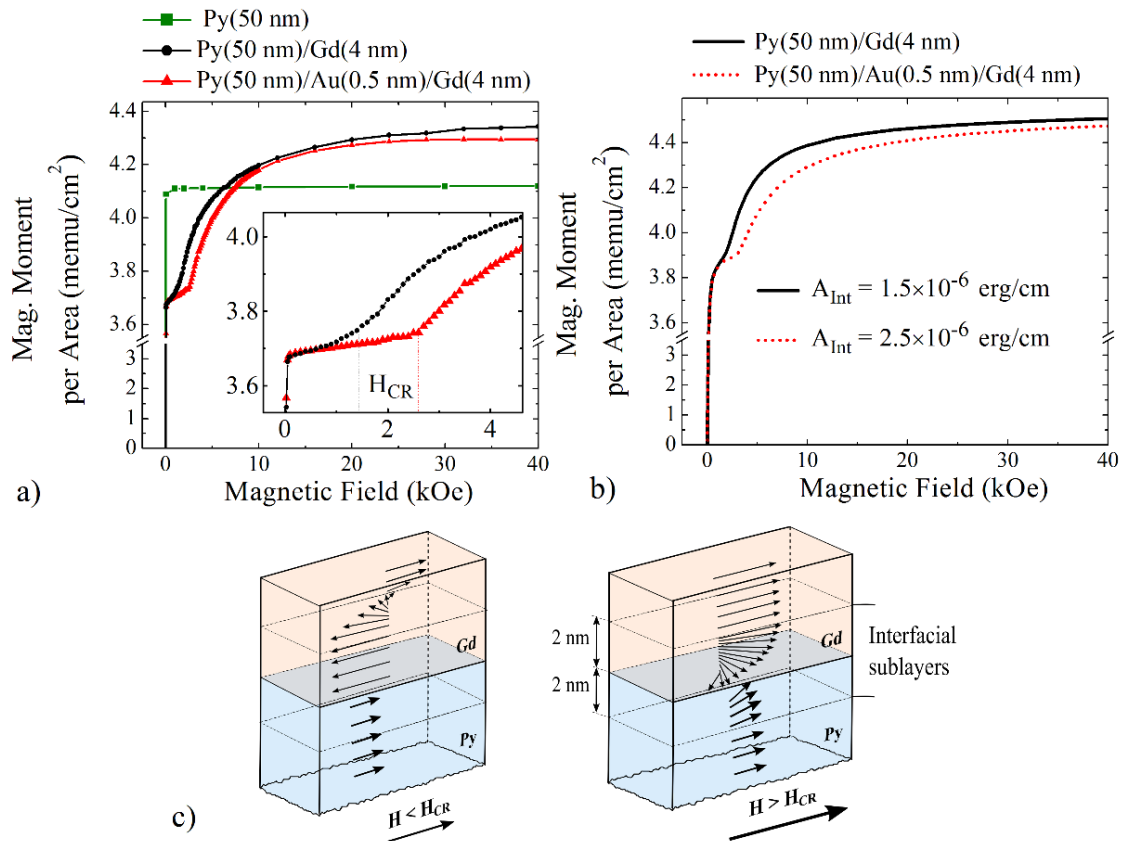 Py(50 nm)
Py(50 nm)/Gd(4 nm)
Py(50 nm)/Au(0.5 nm)/Gd(4 nm)
Mag. Moment
per Area (memu/cm²)
4.4
4.2
4.0
3.8
3.6
3
2
1
0
0
10
20
30
40
4.0
3.8
3.6
H_CR
0
2
4
Magnetic Field (kOe)
a)
Py(50 nm)/Gd(4 nm)
Py(50 nm)/Au(0.5 nm)/Gd(4 nm)
Mag. Moment
per Area (memu/cm²)
4.4
4.2
4.0
3.8
3.6
3
2
1
0
A_Int = 1.5×10⁻⁶ erg/cm
A_Int = 2.5×10⁻⁶ erg/cm
0
10
20
30
40
Magnetic Field (kOe)
b)
Gd
Py
H < H_CR
c)
2 nm
2 nm
Gd
Py
Interfacial
sublayers
H > H_CR